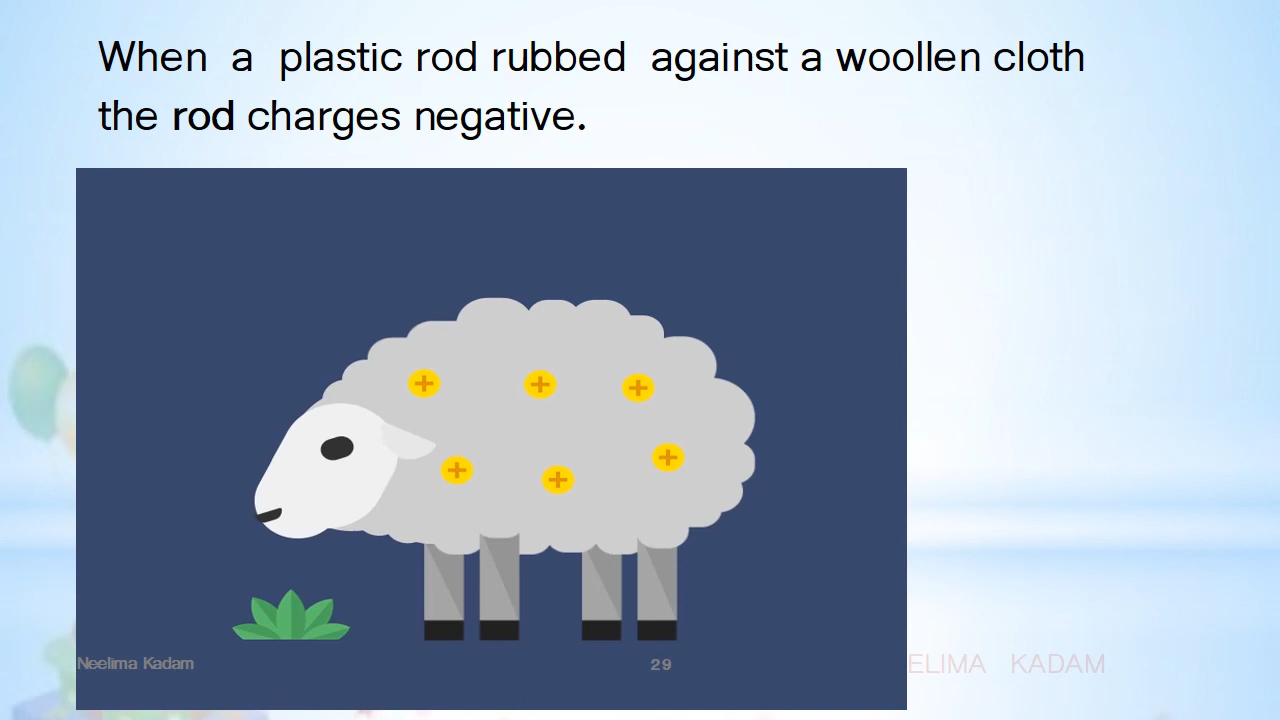 When a plastic rod rubbed against a woollen cloth
the rod charges negative.
+ + +
+ + +
Neelima Kadam 29 ELIMA KADAM